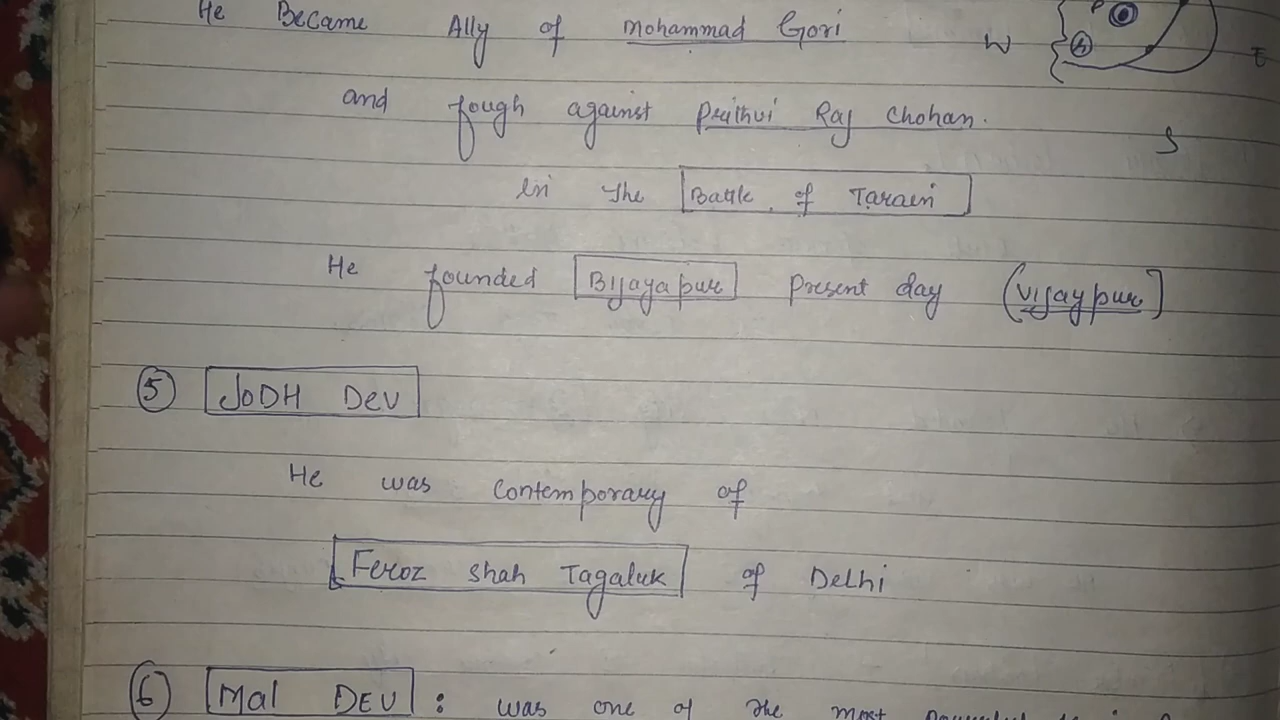 He Became Ally of Mohammad Gori
W E
and fough against Prithvi Raj Chohan.
S
in the Battle of Tarain
He founded Bijayapur Present day (Vijaypur]
5 JODH DEV
He was Contemporary of
Feroz Shah Tagaluk of Delhi
6 Mal DEV : was one of the most